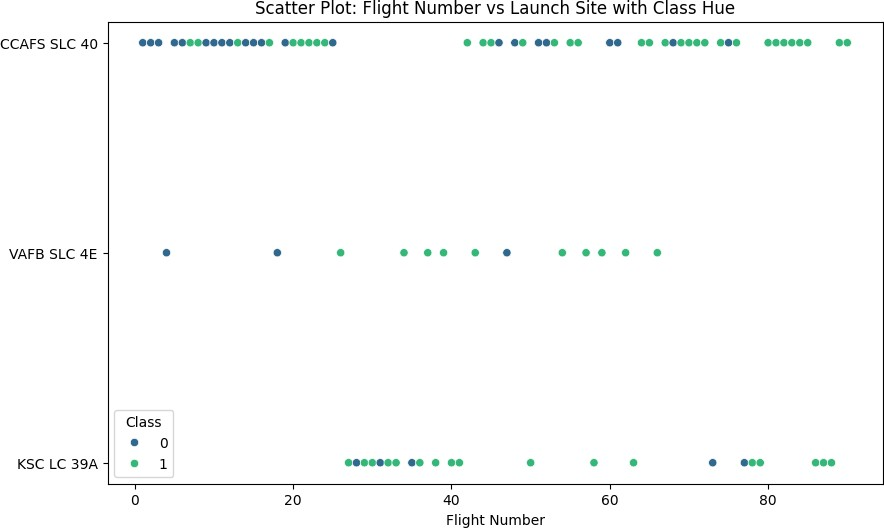 Scatter Plot: Flight Number vs Launch Site with Class Hue
CCAFS SLC 40
VAFB SLC 4E
KSC LC 39A
Class
0
1
0 20 40 60 80
Flight Number